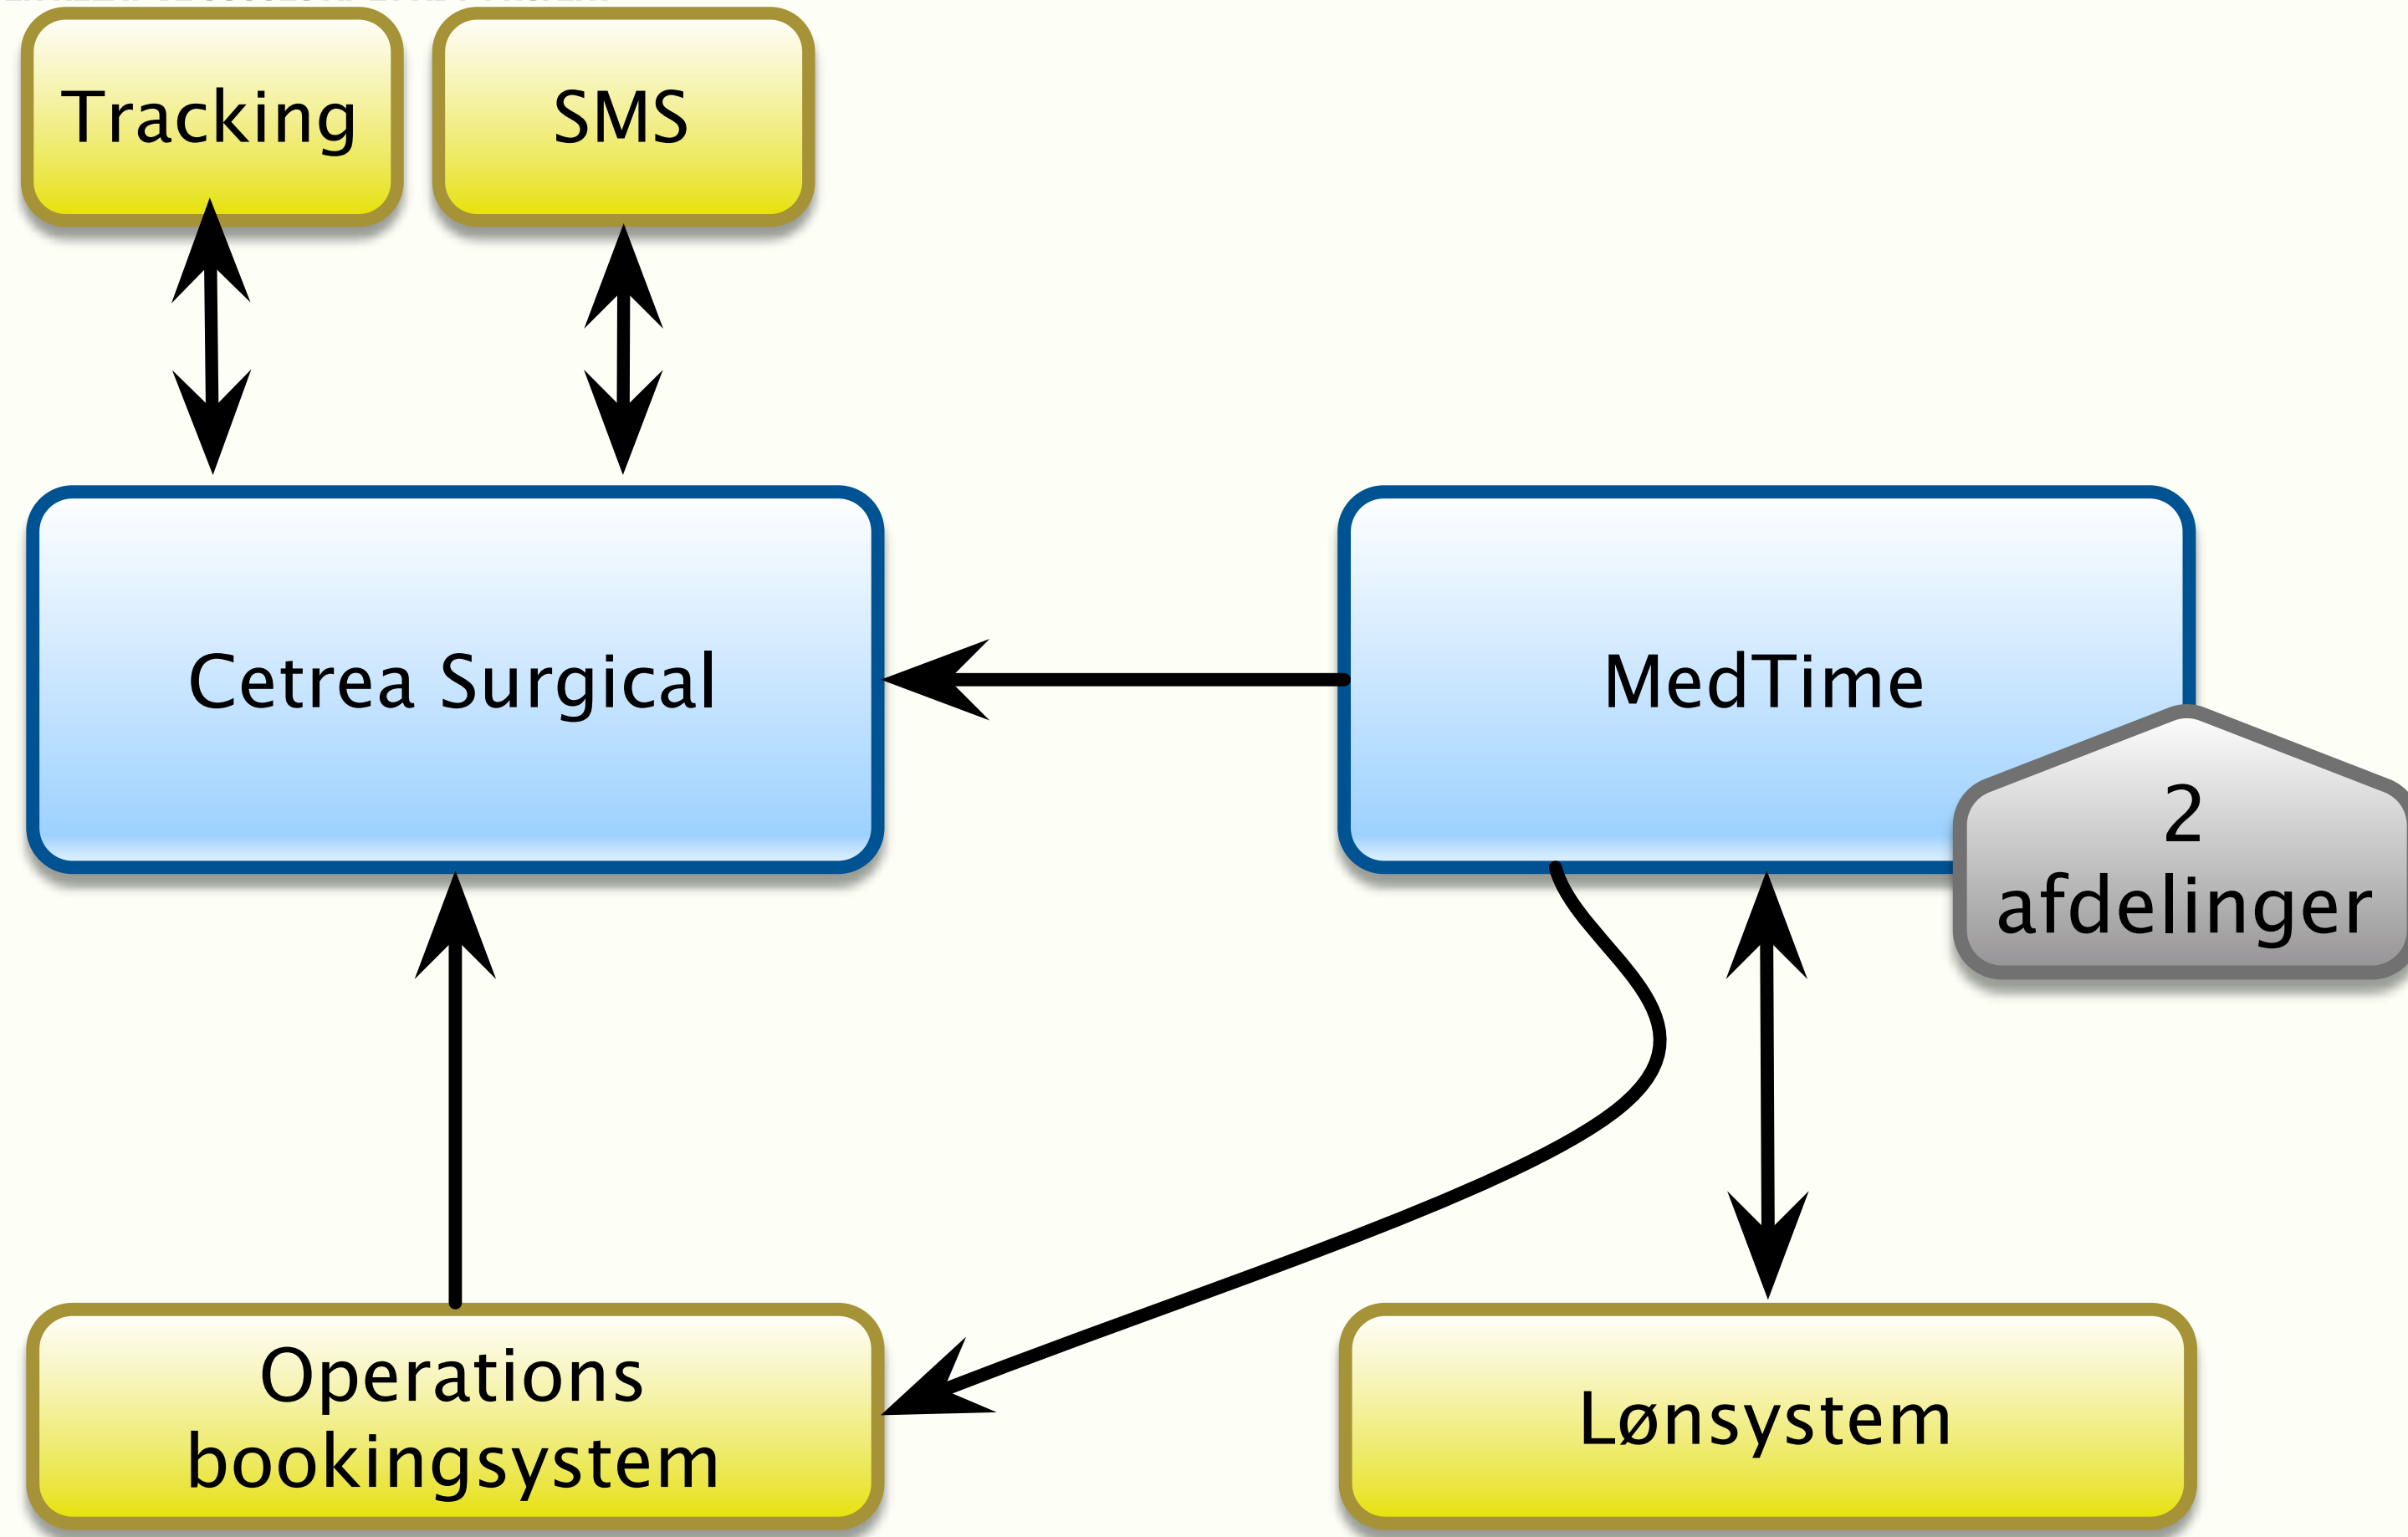 Tracking
SMS
Cetrea Surgical
MedTime
2
afdelinger
Operations
bookingsystem
Lønsystem